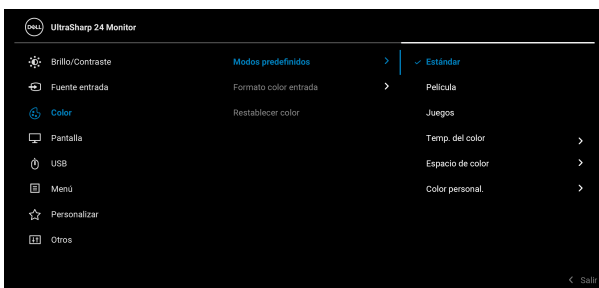 DELL UltraSharp 24 Monitor
Brillo/Contraste Modos predefinidos Estándar
Fuente entrada Formato color entrada Película
Color Restablecer color Juegos
Pantalla Temp. del color
USB Espacio de color
Menú Color personal.
Personalizar
Otros
Salir